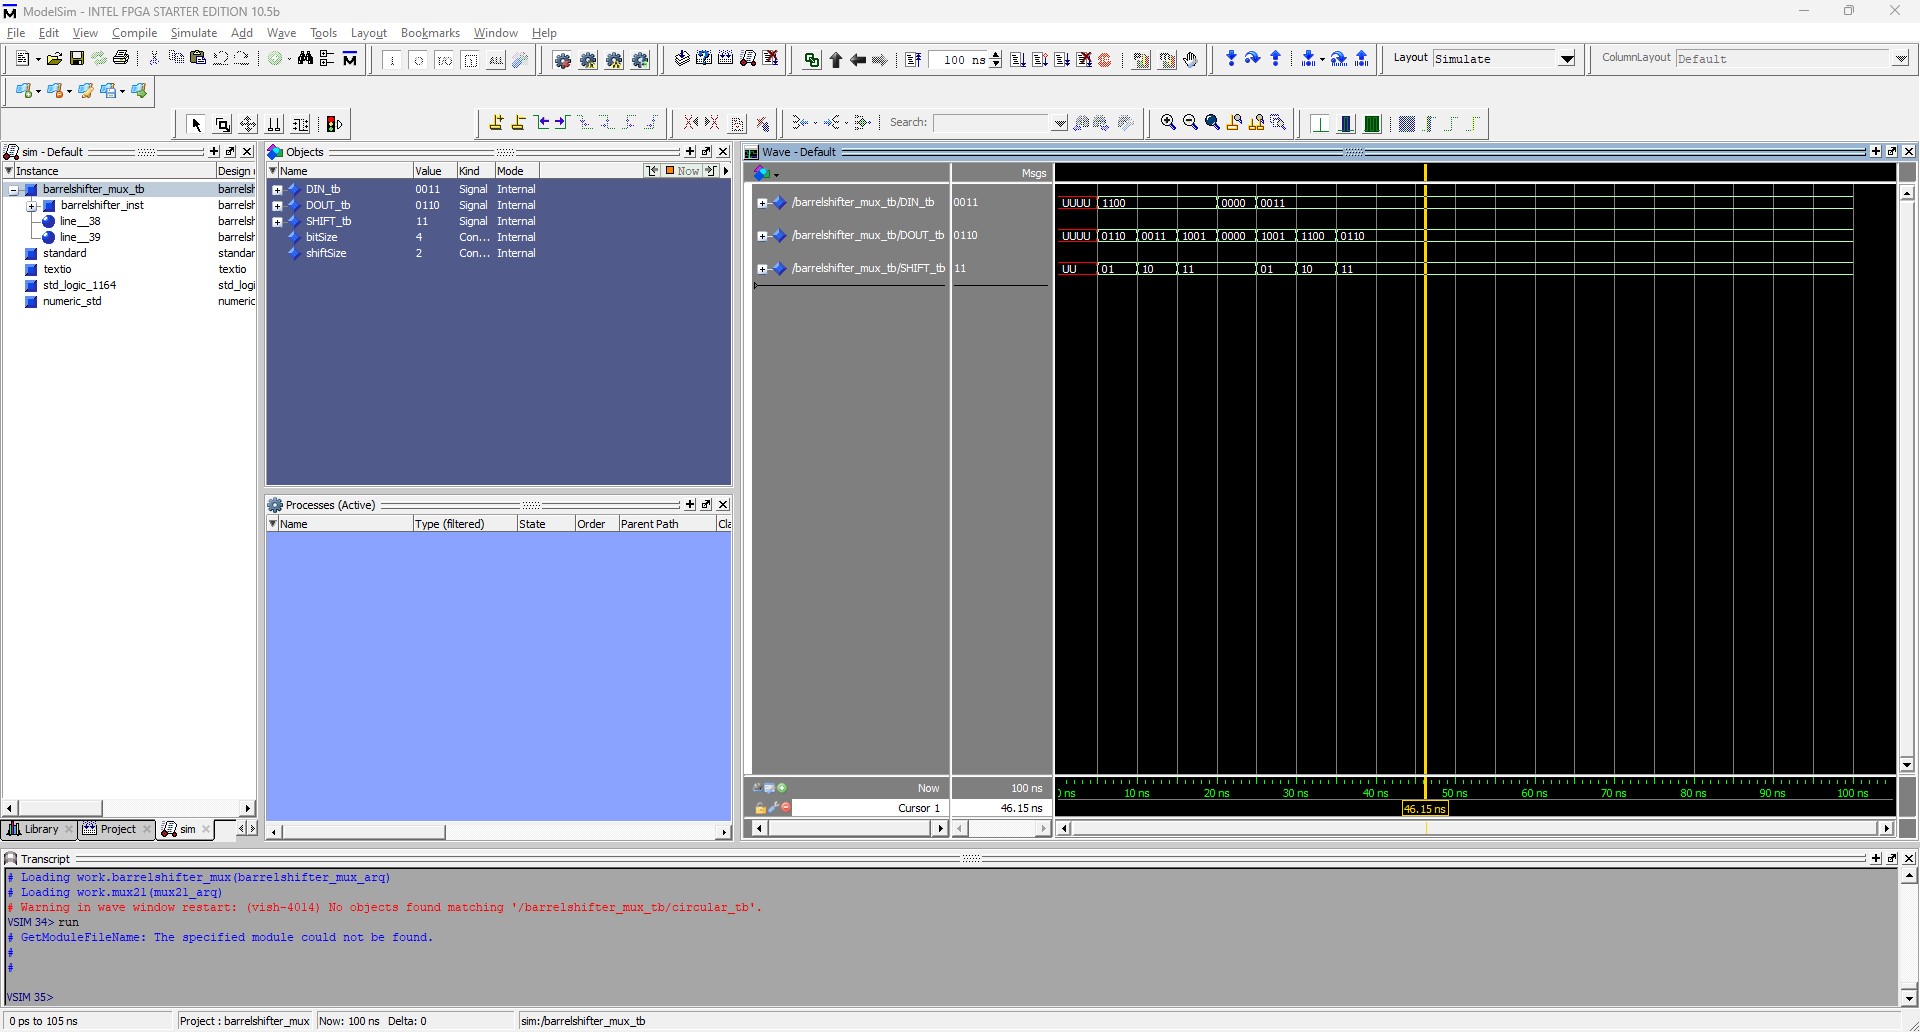 ModelSim - INTEL FPGA STARTER EDITION 10.5b
File Edit View Compile Simulate Add Wave Tools Layout Bookmarks Window Help
100 ns
Layout Simulate
ColumnLayout Default
Search:
sim - Default
Instance Design
barrelshifter_mux_tb barrelsh
barrelshifter_inst barrelsh
line__38 barrelsh
line__39 barrelsh
standard standar
textio textio
std_logic_1164 std_logi
numeric_std numeric
Library Project sim
Objects
Name Value Kind Mode Now
DIN_tb 0011 Signal Internal
DOUT_tb 0110 Signal Internal
SHIFT_tb 11 Signal Internal
bitSize 4 Con... Internal
shiftSize 2 Con... Internal
Processes (Active)
Name Type (filtered) State Order Parent Path Cla
Wave - Default
Msgs
/barrelshifter_mux_tb/DIN_tb 0011 UUUU 1100 0000 0011
/barrelshifter_mux_tb/DOUT_tb 0110 UUUU 0110 0011 1001 0000 1001 1100 0110
/barrelshifter_mux_tb/SHIFT_tb 11 UU 01 10 11 01 10 11
Now 100 ns
0 ns 10 ns 20 ns 30 ns 40 ns 50 ns 60 ns 70 ns 80 ns 90 ns 100 ns
Cursor 1 46.15 ns 46.15 ns
Transcript
# Loading work.barrelshifter_mux(barrelshifter_mux_arq)
# Loading work.mux21(mux21_arq)
# Warning in wave window restart: (vish-4014) No objects found matching '/barrelshifter_mux_tb/circular_tb'.
VSIM 34> run
# GetModuleFileName: The specified module could not be found.
#
#
VSIM 35>
0 ps to 105 ns Project : barrelshifter_mux Now: 100 ns Delta: 0 sim:/barrelshifter_mux_tb